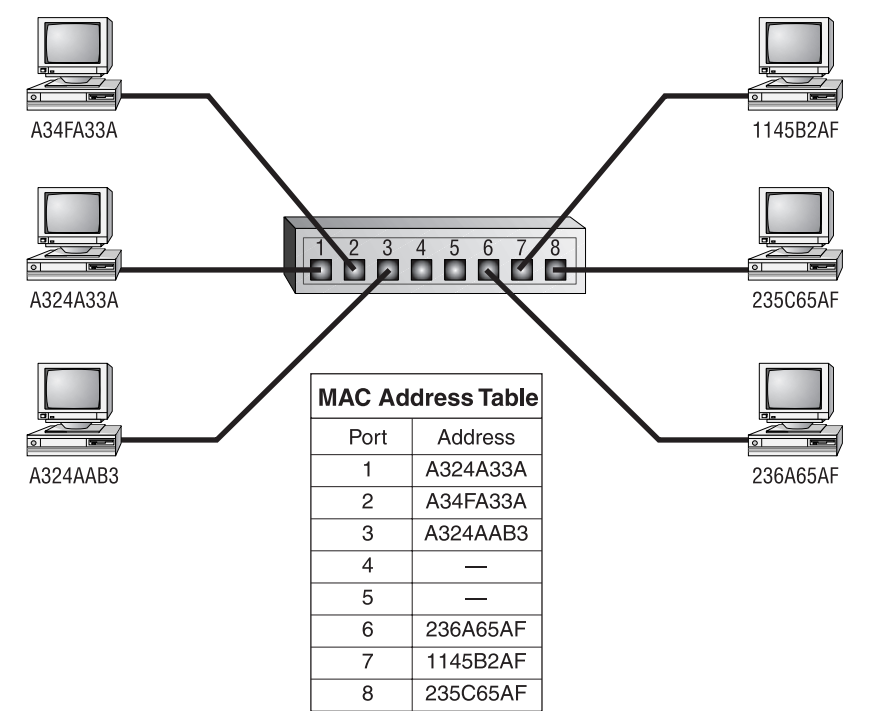 A34FA33A
1145B2AF
1 2 3 4 5 6 7 8
A324A33A
235C65AF
A324AAB3
236A65AF
MAC Address Table
Port Address
1 A324A33A
2 A34FA33A
3 A324AAB3
4 —
5 —
6 236A65AF
7 1145B2AF
8 235C65AF